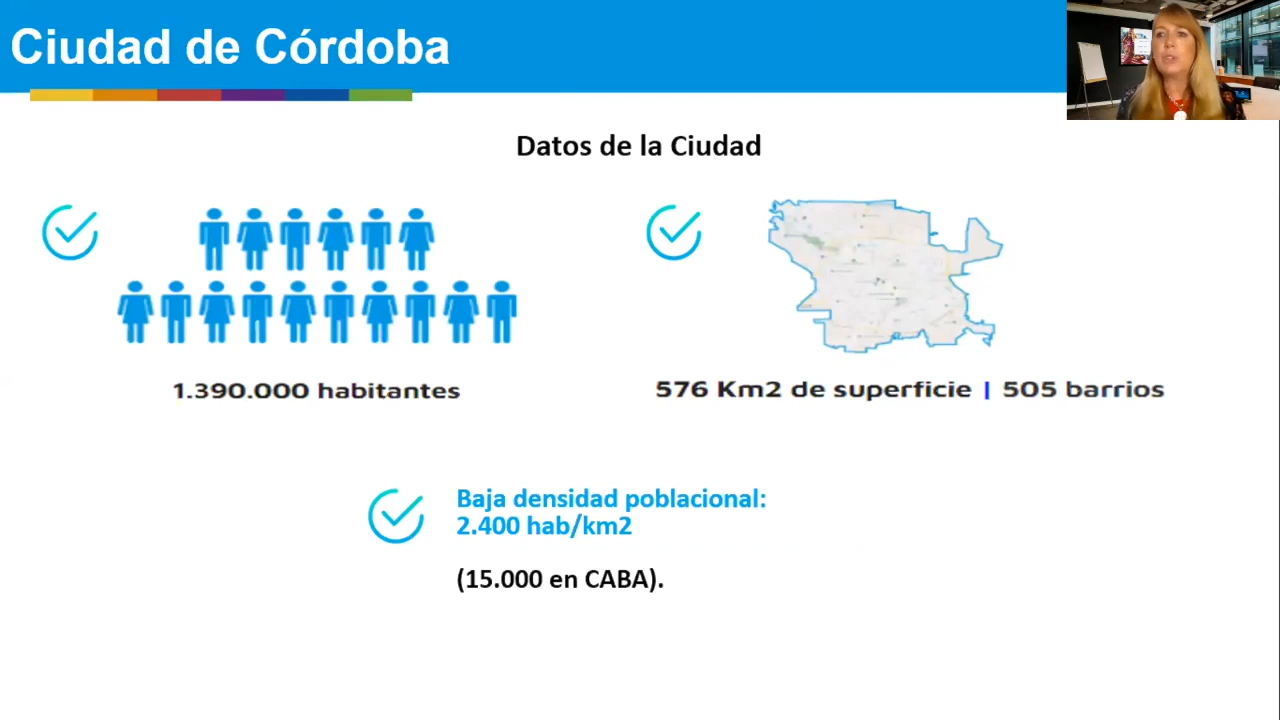 Ciudad de Córdoba
Datos de la Ciudad
1.390.000 habitantes
576 Km2 de superficie | 505 barrios
Baja densidad poblacional:
2.400 hab/km2
(15.000 en CABA).